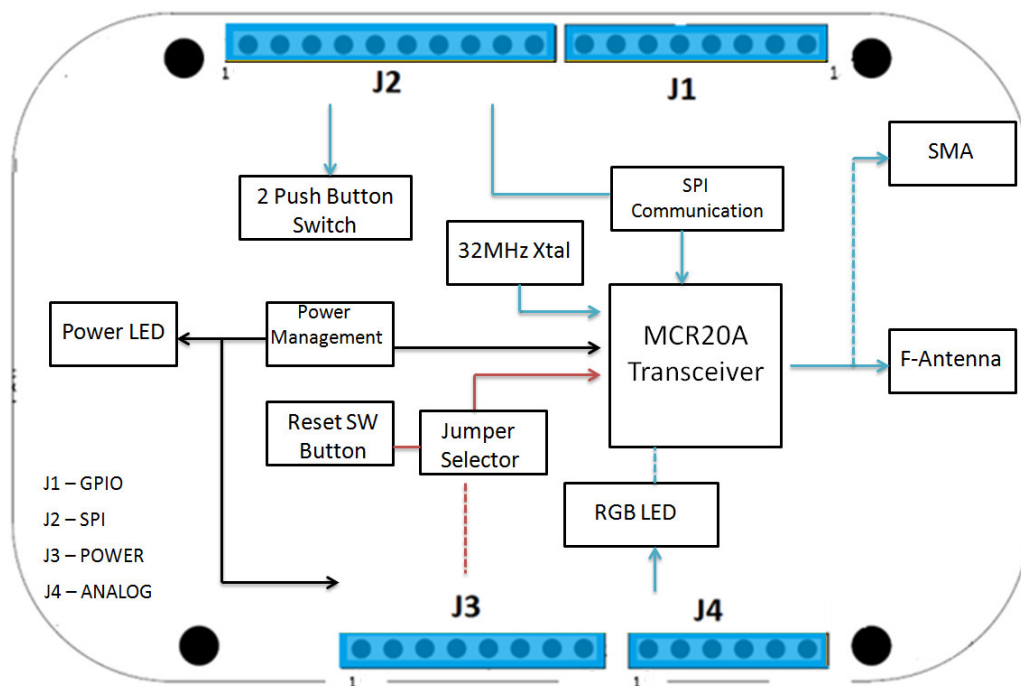 1
J2
J1
1
SMA
2 Push Button
Switch
SPI
Communication
32MHz Xtal
Power LED
Power
Management
MCR20A
Transceiver
F-Antenna
Reset SW
Button
Jumper
Selector
J1 – GPIO
J2 – SPI
J3 – POWER
J4 – ANALOG
RGB LED
J3
J4
1
1